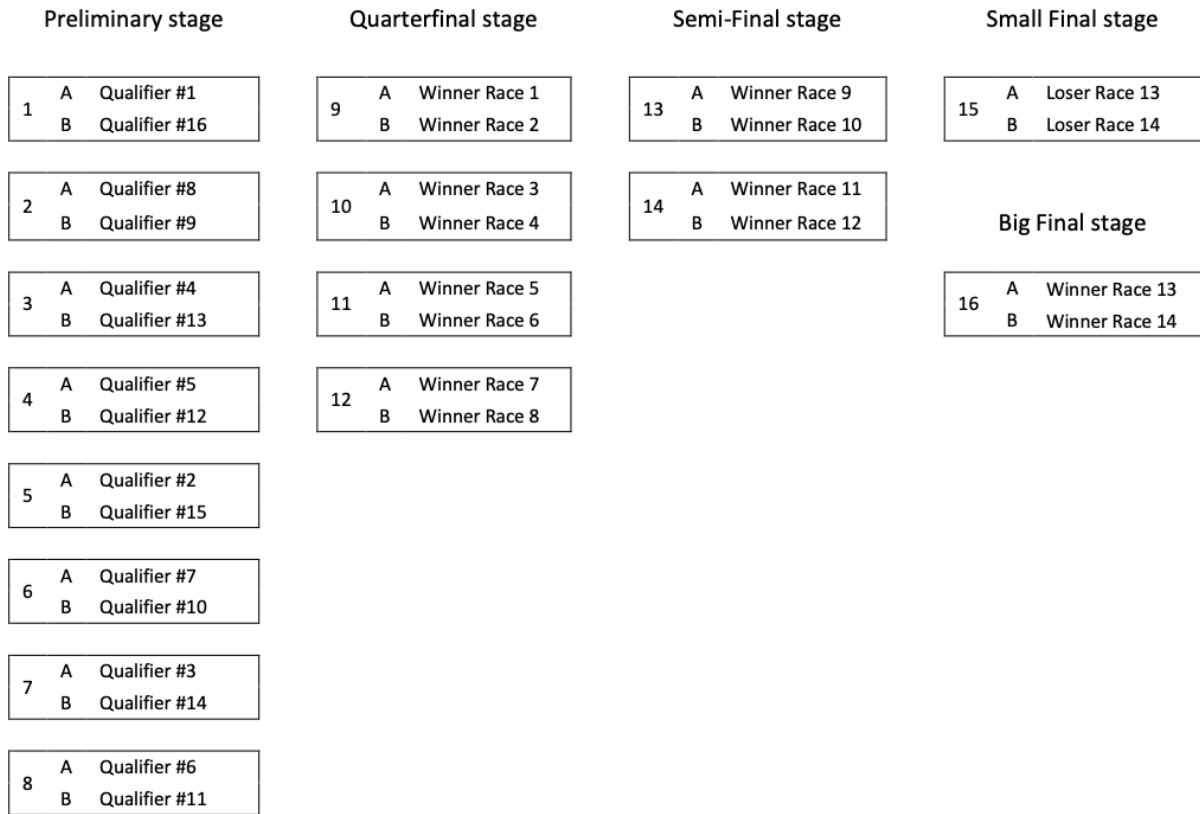 Preliminary stage
1
A Qualifier #1
B Qualifier #16
2
A Qualifier #8
B Qualifier #9
3
A Qualifier #4
B Qualifier #13
4
A Qualifier #5
B Qualifier #12
5
A Qualifier #2
B Qualifier #15
6
A Qualifier #7
B Qualifier #10
7
A Qualifier #3
B Qualifier #14
8
A Qualifier #6
B Qualifier #11
Quarterfinal stage
9
A Winner Race 1
B Winner Race 2
10
A Winner Race 3
B Winner Race 4
11
A Winner Race 5
B Winner Race 6
12
A Winner Race 7
B Winner Race 8
Semi-Final stage
13
A Winner Race 9
B Winner Race 10
14
A Winner Race 11
B Winner Race 12
Small Final stage
15
A Loser Race 13
B Loser Race 14
Big Final stage
16
A Winner Race 13
B Winner Race 14